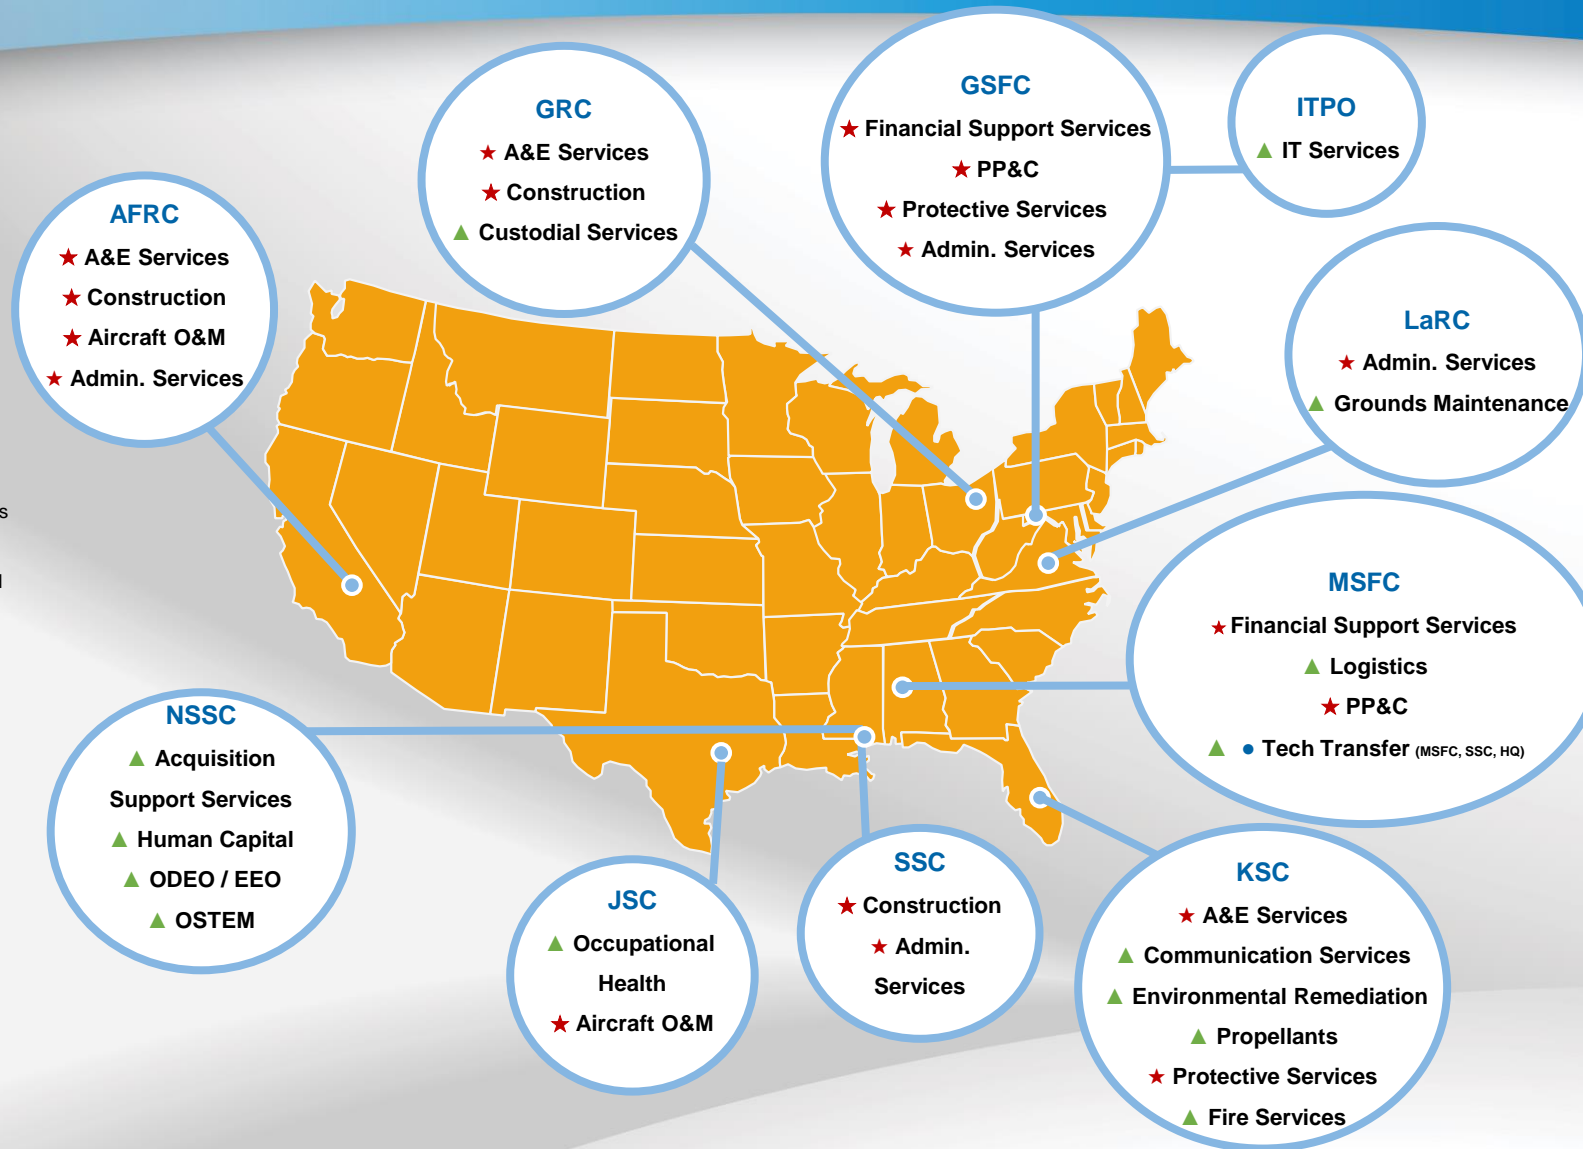 GSFC
★ Financial Support Services
★ PP&C
★ Protective Services
★ Admin. Services
ITPO
▲ IT Services
GRC
★ A&E Services
★ Construction
▲ Custodial Services
AFRC
★ A&E Services
★ Construction
★ Aircraft O&M
★ Admin. Services
LaRC
★ Admin. Services
▲ Grounds Maintenance
s
MSFC
★ Financial Support Services
▲ Logistics
★ PP&C
▲ ● Tech Transfer (MSFC, SSC, HQ)
NSSC
▲ Acquisition
Support Services
▲ Human Capital
▲ ODEO / EEO
▲ OSTEM
JSC
▲ Occupational
Health
★ Aircraft O&M
SSC
★ Construction
★ Admin.
Services
KSC
★ A&E Services
▲ Communication Services
▲ Environmental Remediation
▲ Propellants
★ Protective Services
▲ Fire Services